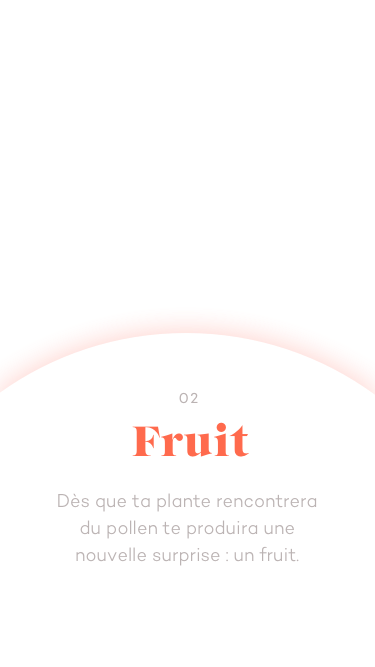 02
Fruit
Dès que ta plante rencontrera
du pollen te produira une
nouvelle surprise : un fruit.